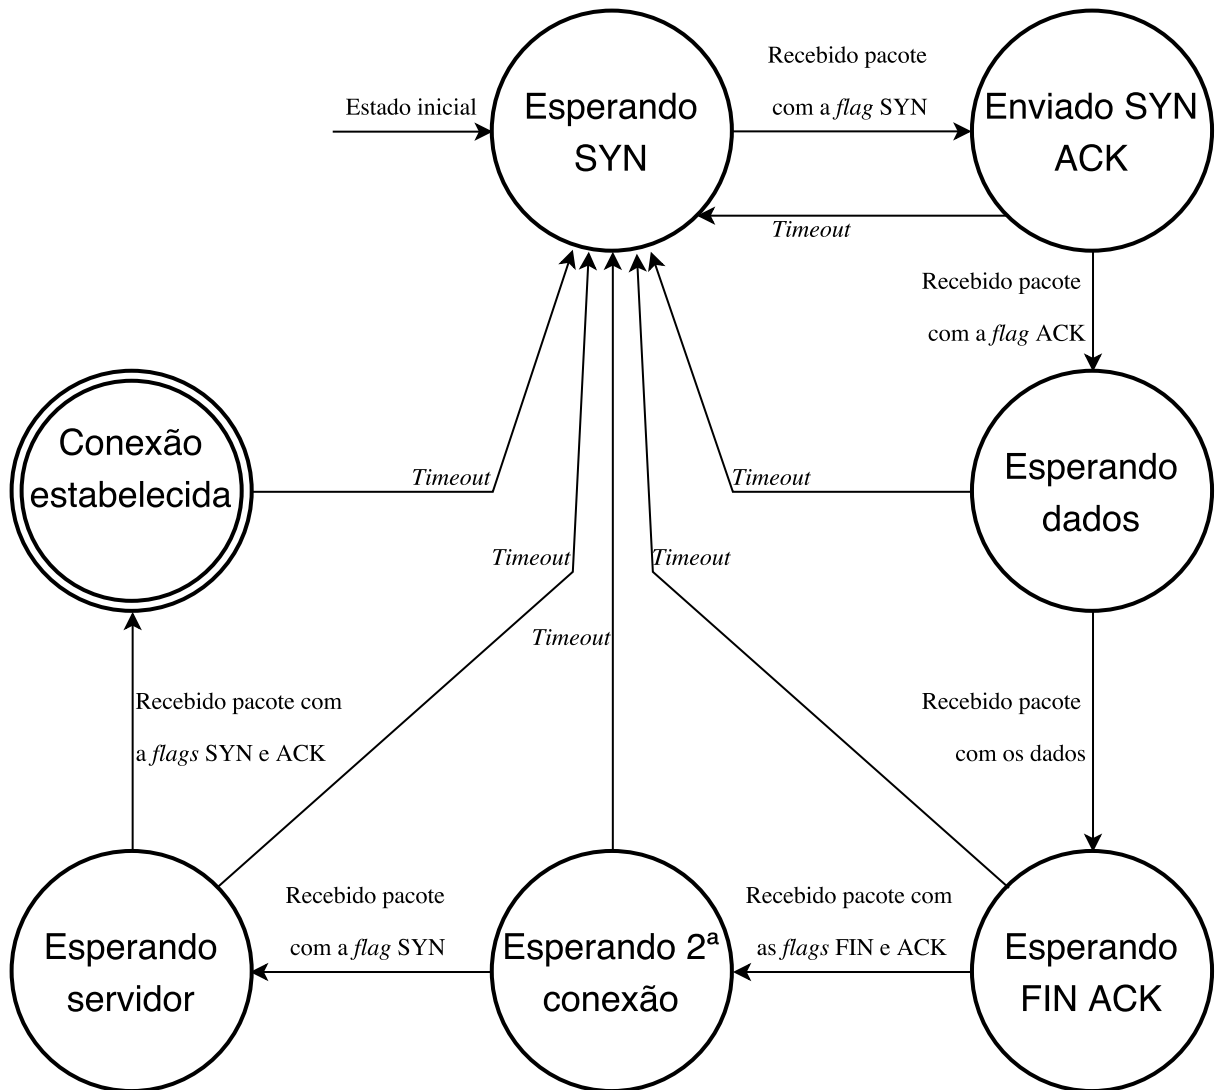 Recebido pacote
com a flag SYN
Estado inicial
Esperando
SYN
Enviado SYN
ACK
Timeout
Recebido pacote
com a flag ACK
Conexão
estabelecida
Timeout
Timeout
Esperando
dados
Timeout
Timeout
Timeout
Recebido pacote com
a flags SYN e ACK
Recebido pacote
com os dados
Esperando
servidor
Recebido pacote
com a flag SYN
Esperando 2ª
conexão
Recebido pacote com
as flags FIN e ACK
Esperando
FIN ACK